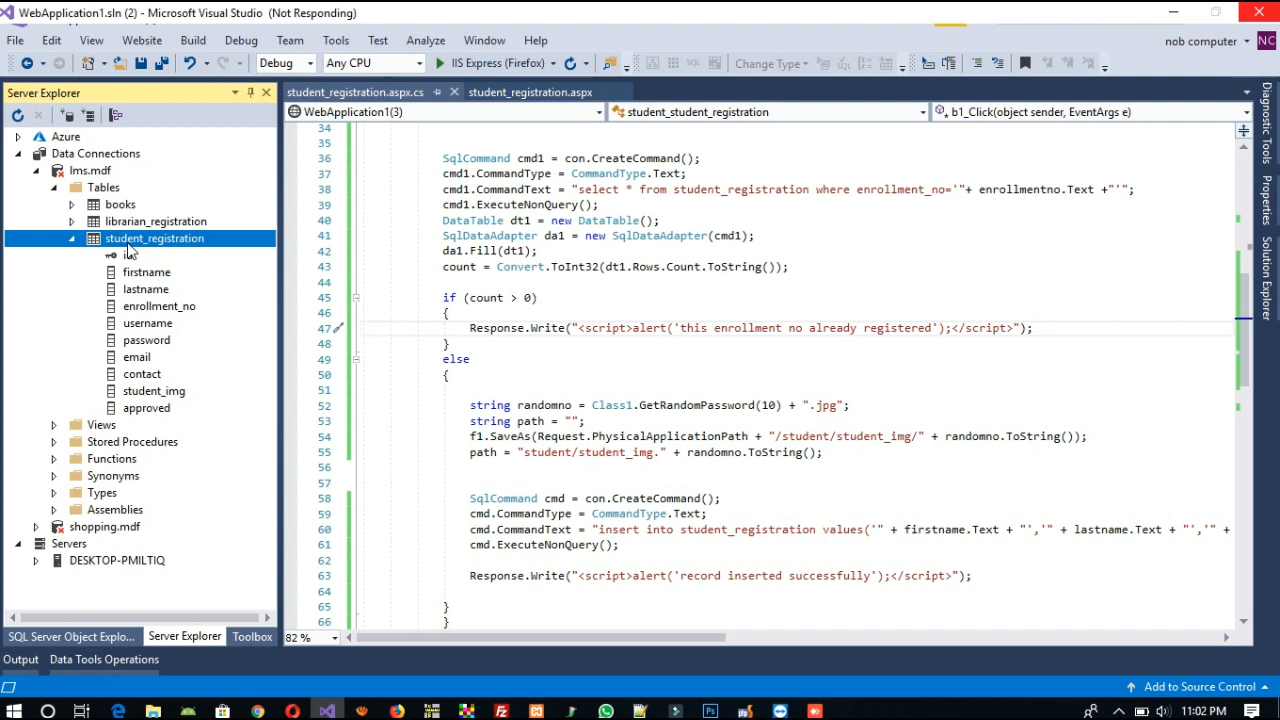 WebApplication1.sln (2) - Microsoft Visual Studio (Not Responding)
File Edit View Website Build Debug Team Tools Test Analyze Window Help
nob computer NC
Debug Any CPU IIS Express (Firefox) Change Type
Server Explorer
student_registration.aspx.cs student_registration.aspx
WebApplication1(3) student_student_registration b1_Click(object sender, EventArgs e)
Azure
Data Connections
lms.mdf
Tables
books
librarian_registration
student_registration
firstname
lastname
enrollment_no
username
password
email
contact
student_img
approved
Views
Stored Procedures
Functions
Synonyms
Types
Assemblies
shopping.mdf
Servers
DESKTOP-PMILTIQ
SQL Server Object Explo... Server Explorer Toolbox
34
35
36 SqlCommand cmd1 = con.CreateCommand();
37 cmd1.CommandType = CommandType.Text;
38 cmd1.CommandText = "select * from student_registration where enrollment_no='"+ enrollmentno.Text +"'";
39 cmd1.ExecuteNonQuery();
40 DataTable dt1 = new DataTable();
41 SqlDataAdapter da1 = new SqlDataAdapter(cmd1);
42 da1.Fill(dt1);
43 count = Convert.ToInt32(dt1.Rows.Count.ToString());
44
45 if (count > 0)
46 {
47 Response.Write("<script>alert('this enrollment no already registered');</script>");
48 }
49 else
50 {
51
52 string randomno = Class1.GetRandomPassword(10) + ".jpg";
53 string path = "";
54 f1.SaveAs(Request.PhysicalApplicationPath + "/student/student_img/" + randomno.ToString());
55 path = "student/student_img." + randomno.ToString();
56
57
58 SqlCommand cmd = con.CreateCommand();
59 cmd.CommandType = CommandType.Text;
60 cmd.CommandText = "insert into student_registration values('" + firstname.Text + "','" + lastname.Text + "','" +
61 cmd.ExecuteNonQuery();
62
63 Response.Write("<script>alert('record inserted successfully');</script>");
64
65 }
66 }
82 %
Diagnostic Tools
Properties
Solution Explorer
Output Data Tools Operations
Add to Source Control
11:02 PM